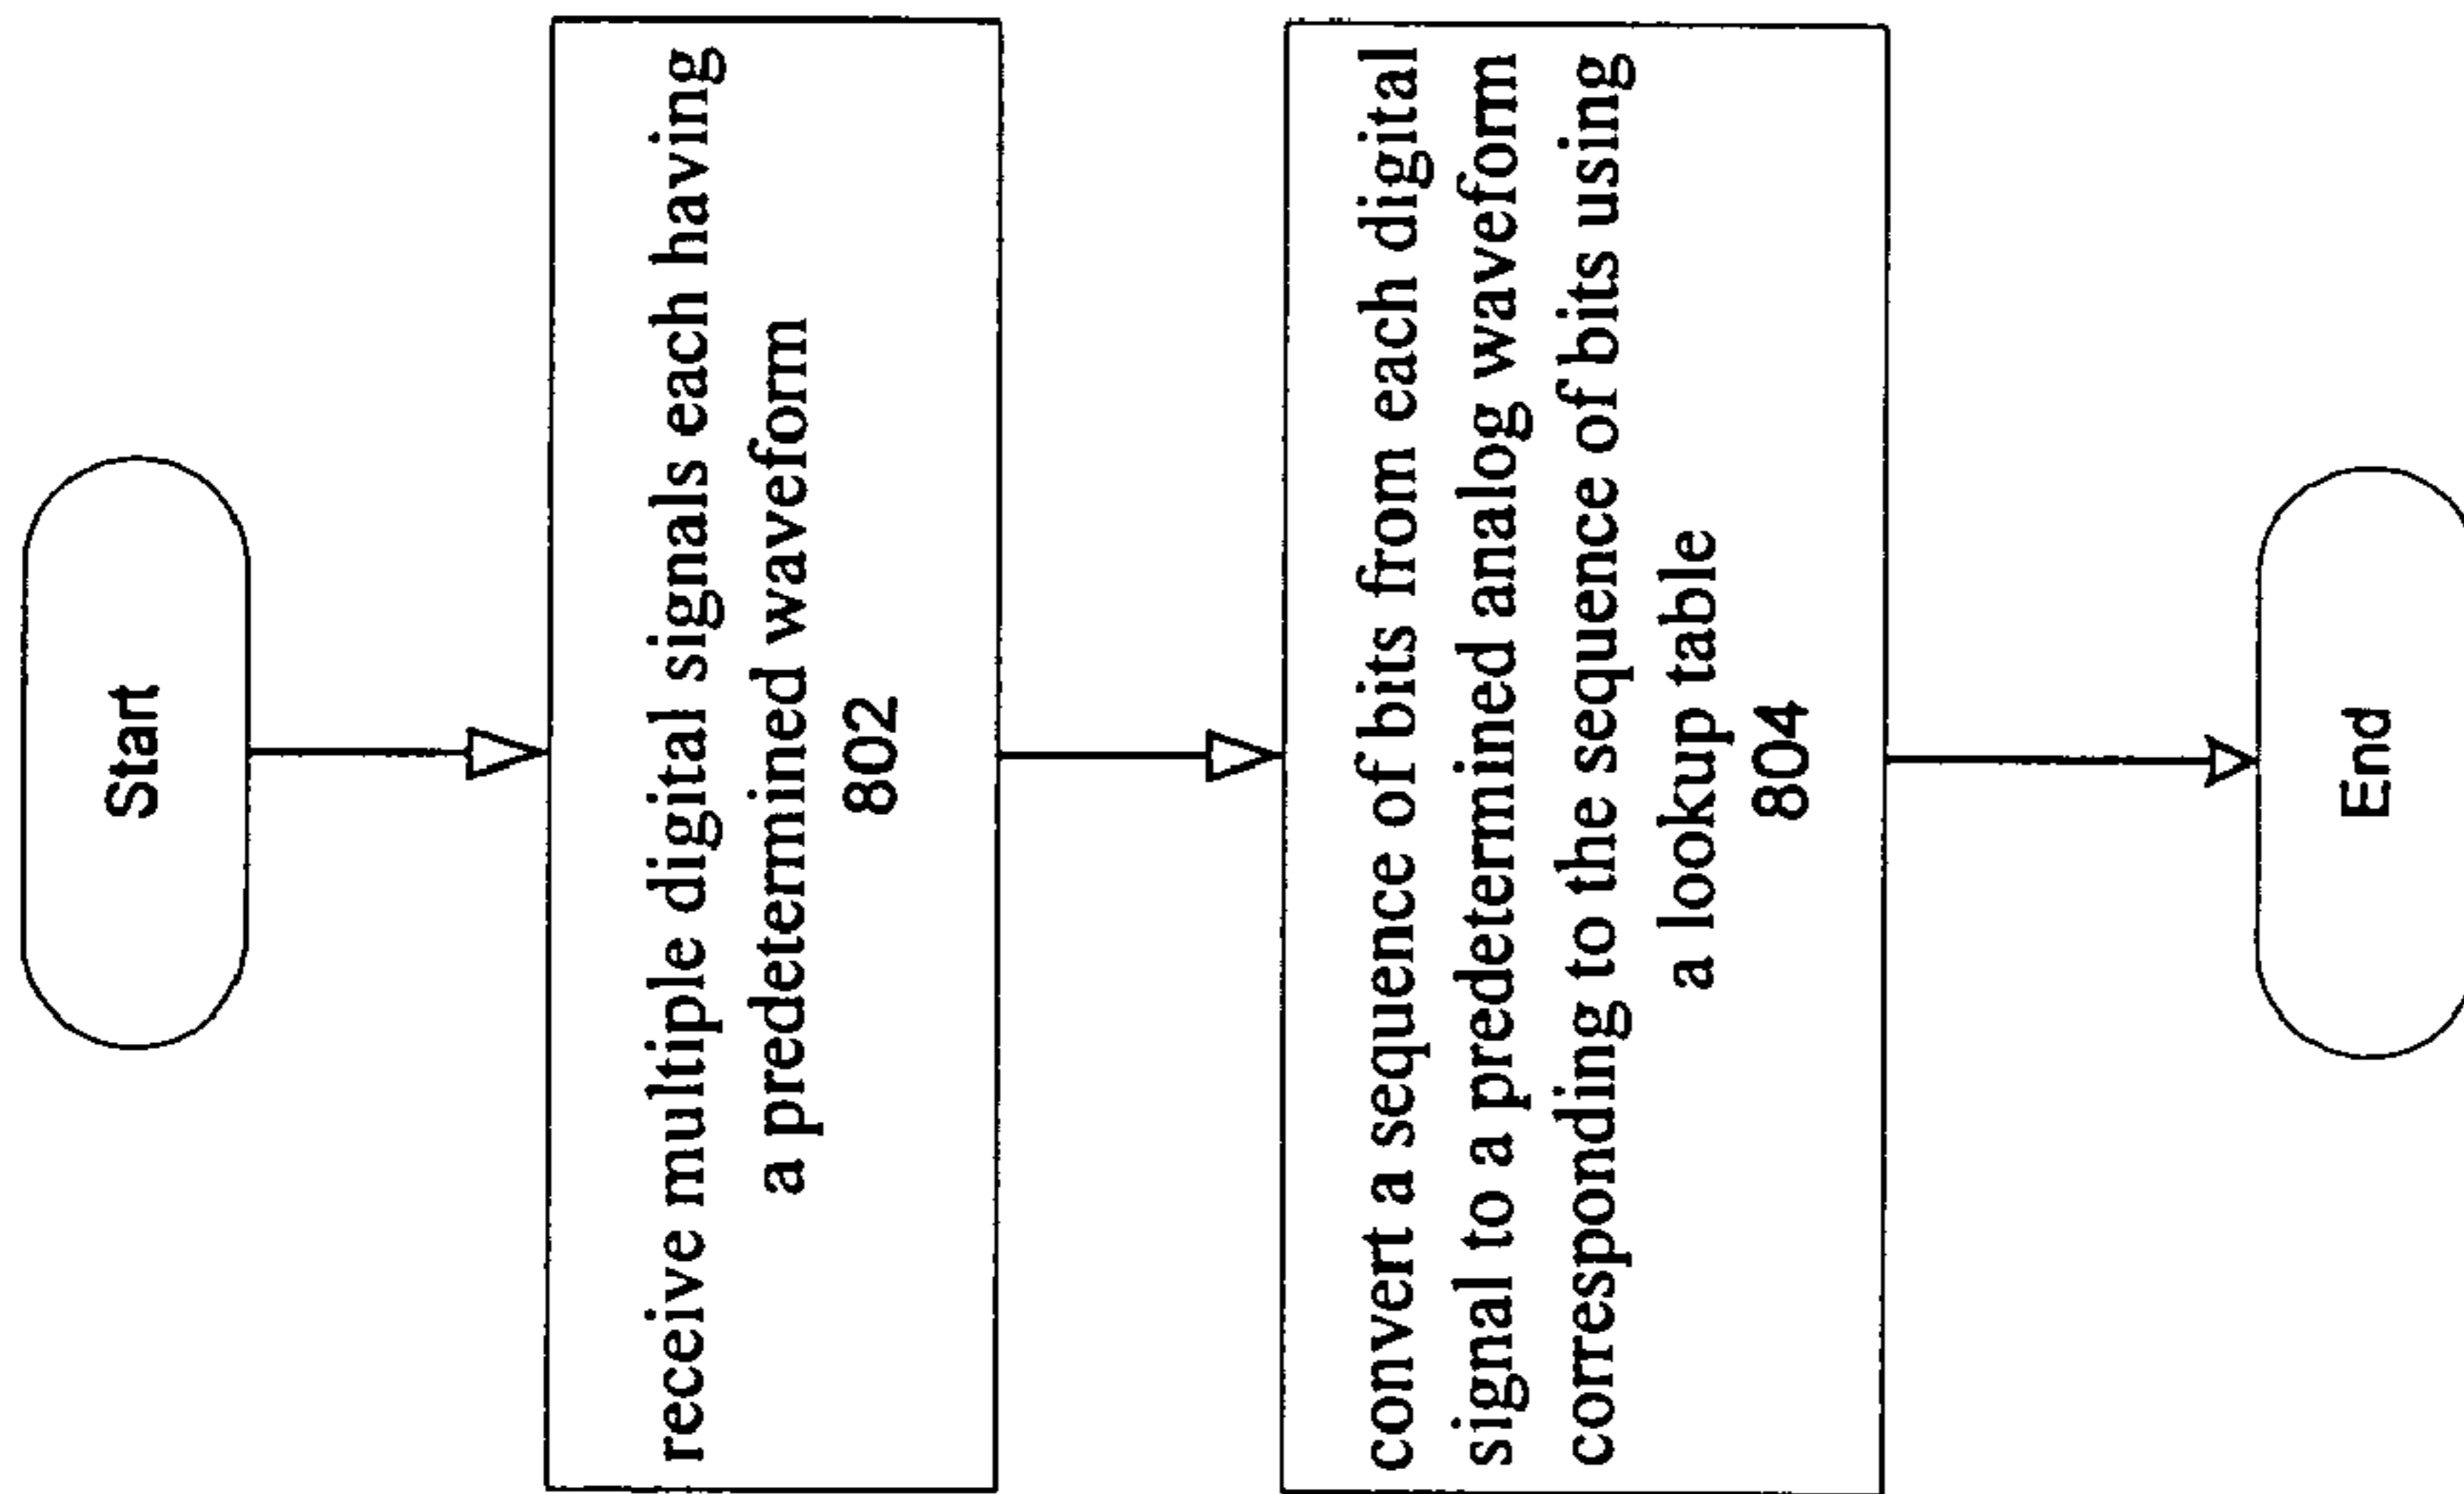 Start
receive multiple digital signals each having
a predetermined waveform
802
convert a sequence of bits from each digital
signal to a predetermined analog waveform
corresponding to the sequence of bits using
a lookup table
804
End